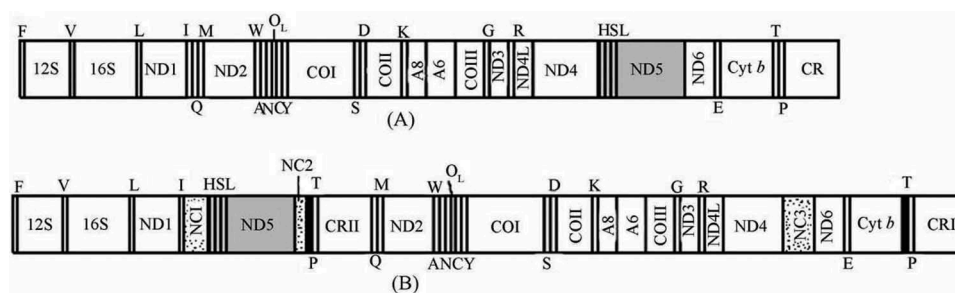 F V L I M W O_L D K G R HSL T
12S 16S ND1 ND2 COI COII A8 A6 COIII ND3 ND4L ND4 ND5 ND6 Cyt b CR
Q ANCY S E P
(A)
NC2
F V L I HSL T M W O_L D K G R T
12S 16S ND1 NCI ND5 CRII ND2 COI COII A8 A6 COIII ND3 ND4L ND4 NC3 ND6 Cyt b CRI
P Q ANCY S E P
(B)